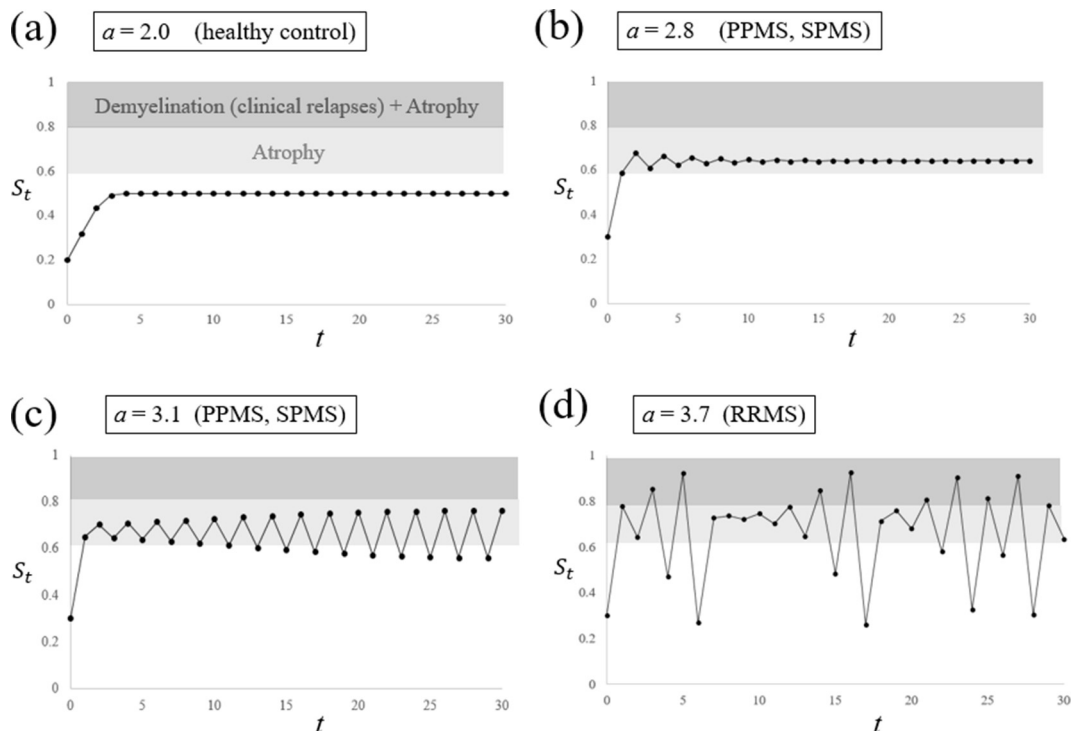 (a)
a = 2.0 (healthy control)
1
Demyelination (clinical relapses) + Atrophy
0.8
Atrophy
0.6
S_t
0.4
0.2
0
0 5 10 15 20 25 30
t
(b)
a = 2.8 (PPMS, SPMS)
1
0.8
0.6
S_t
0.4
0.2
0
0 5 10 15 20 25 30
t
(c)
a = 3.1 (PPMS, SPMS)
1
0.8
0.6
S_t
0.4
0.2
0
0 5 10 15 20 25 30
t
(d)
a = 3.7 (RRMS)
1
0.8
0.6
S_t
0.4
0.2
0
0 5 10 15 20 25 30
t